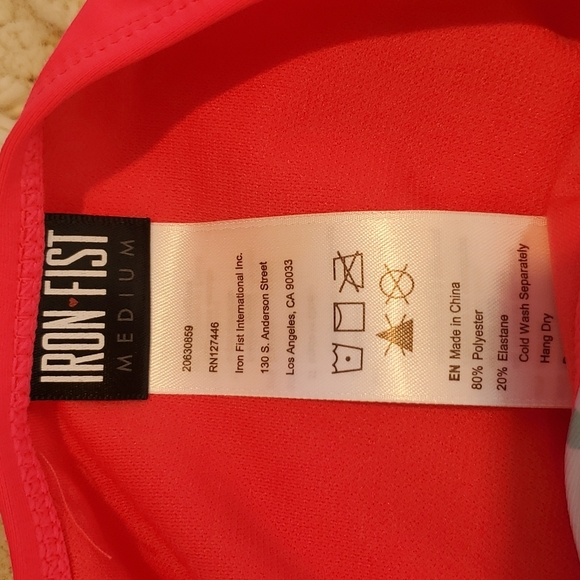 IRON FIST
MEDIUM
20630859
RN127446
Iron Fist International Inc.
130 S. Anderson Street
Los Angeles, CA 90033
EN Made in China
80% Polyester
20% Elastane
Cold Wash Separately
Hang Dry